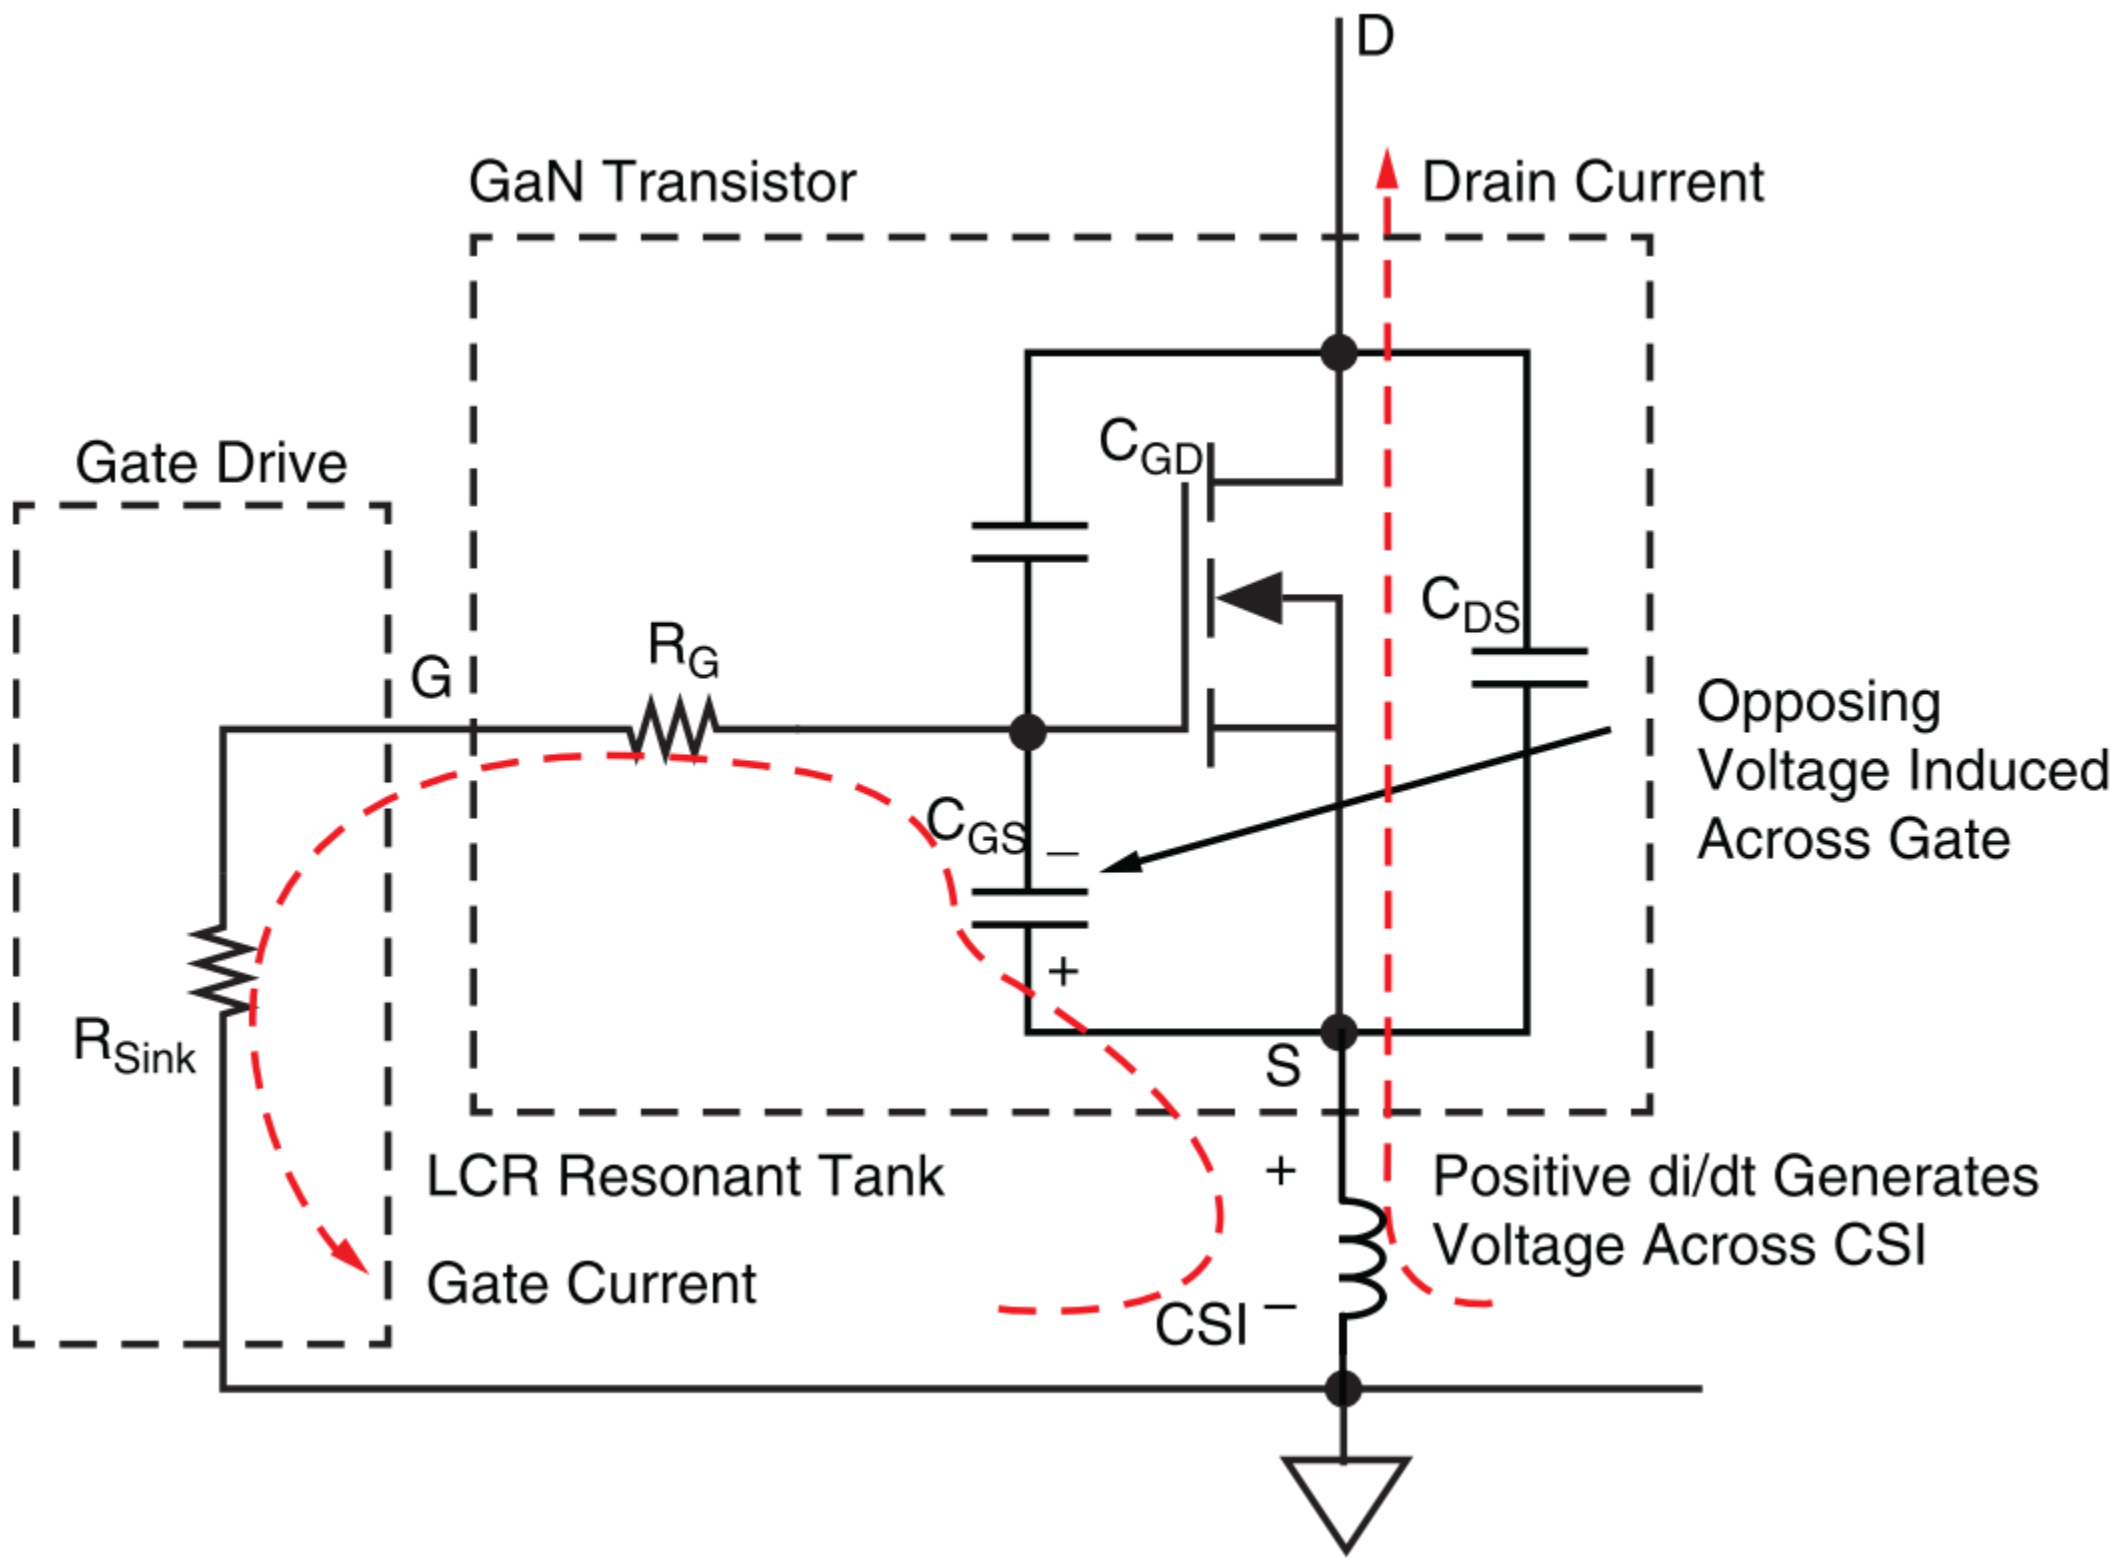 D
GaN Transistor
Drain Current
C_GD
Gate Drive
C_DS
R_G
G
Opposing
Voltage Induced
Across Gate
C_GS –
+
R_Sink
S
LCR Resonant Tank
+
Positive di/dt Generates
Voltage Across CSI
Gate Current
CSI –